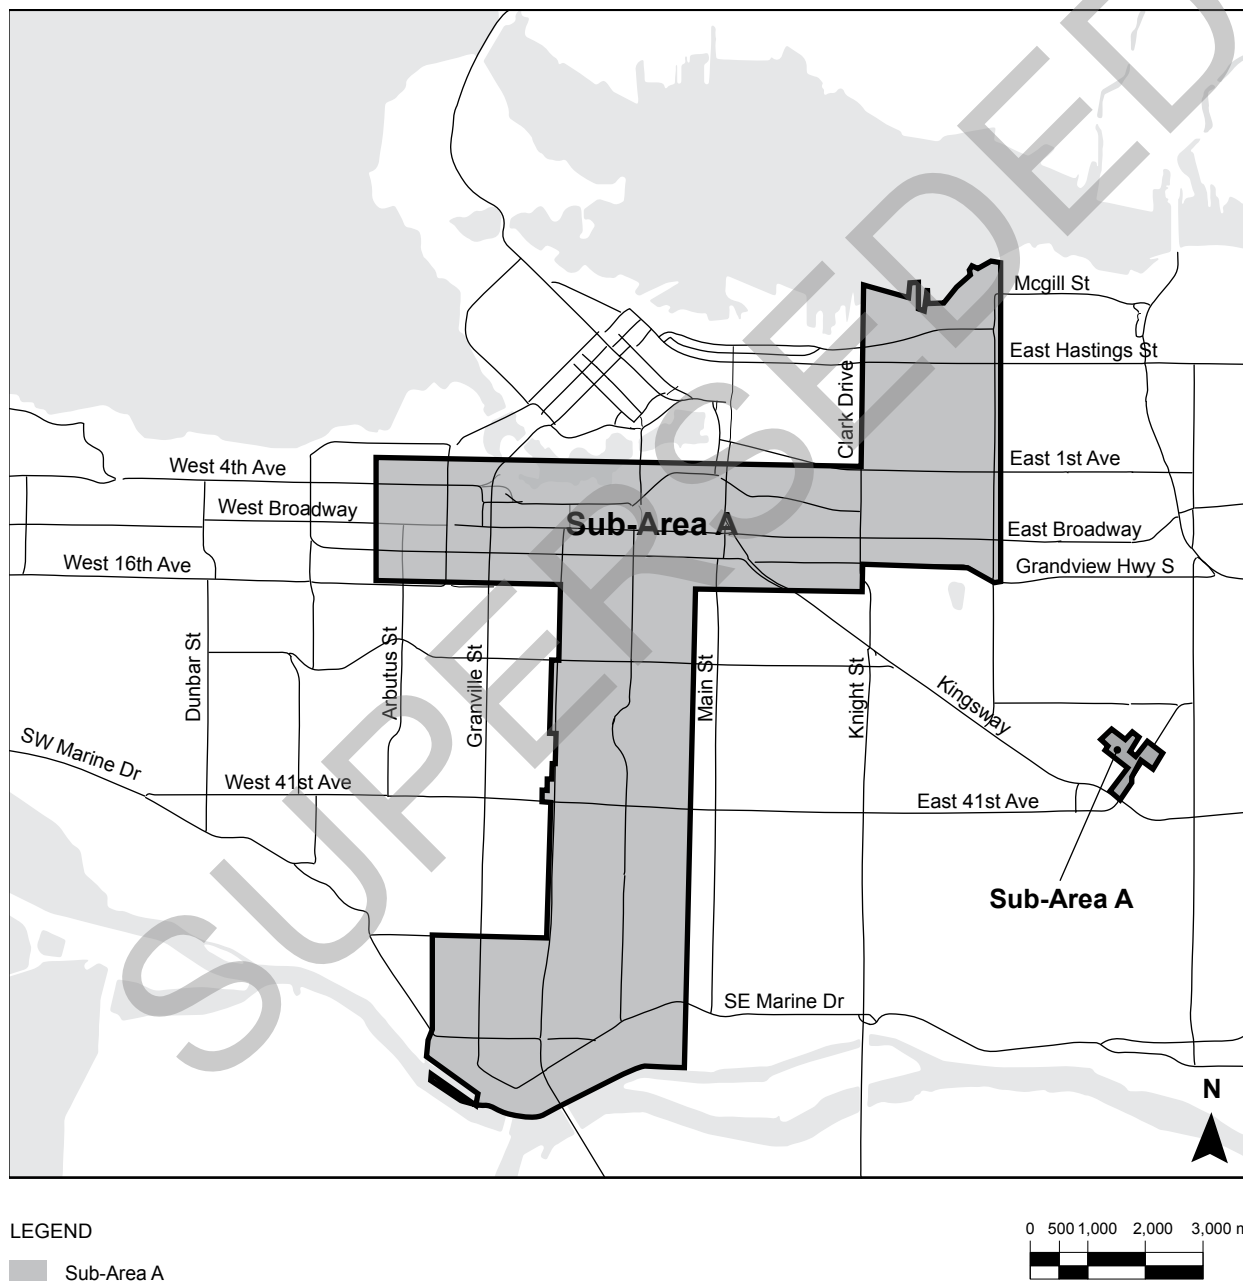 SUPERSEDED
Mcgill St
East Hastings St
Clark Drive
West 4th Ave
East 1st Ave
West Broadway
Sub-Area A
East Broadway
West 16th Ave
Grandview Hwy S
Dunbar St
Arbutus St
Granville St
Main St
Knight St
Kingsway
SW Marine Dr
West 41st Ave
East 41st Ave
Sub-Area A
SE Marine Dr
N
LEGEND
0 500 1,000 2,000 3,000 m
Sub-Area A